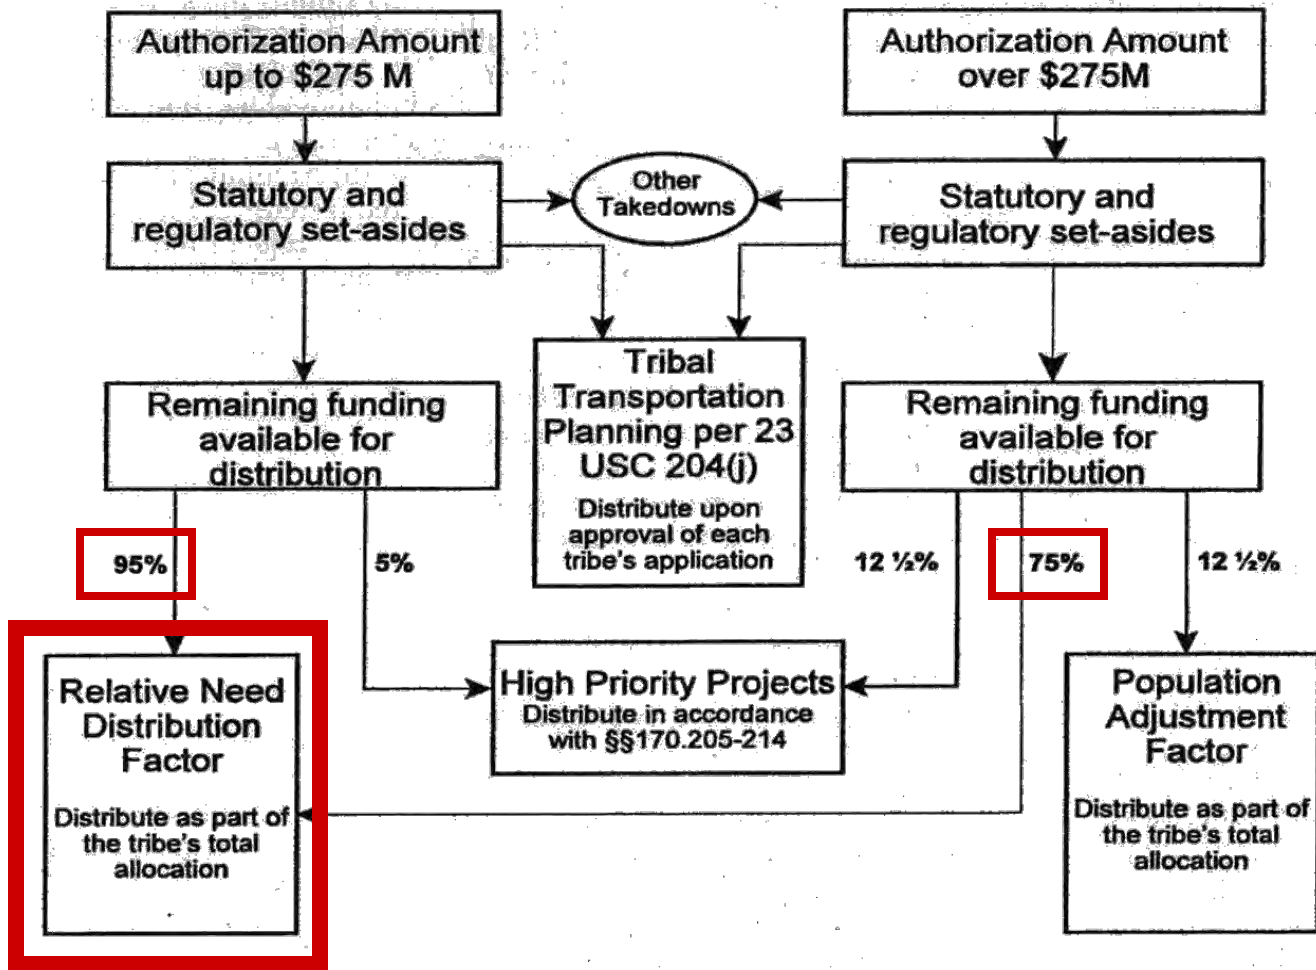 Authorization Amount
up to $275 M
Authorization Amount
over $275M
Statutory and
regulatory set-asides
Other
Takedowns
Statutory and
regulatory set-asides
Remaining funding
available for
distribution
Tribal
Transportation
Planning per 23
USC 204(j)
Distribute upon
approval of each
tribe's application
Remaining funding
available for
distribution
95%
5%
12 ½%
75%
12 ½%
Relative Need
Distribution
Factor
Distribute as part of
the tribe's total
allocation
High Priority Projects
Distribute in accordance
with §§170.205-214
Population
Adjustment
Factor
Distribute as part of
the tribe's total
allocation